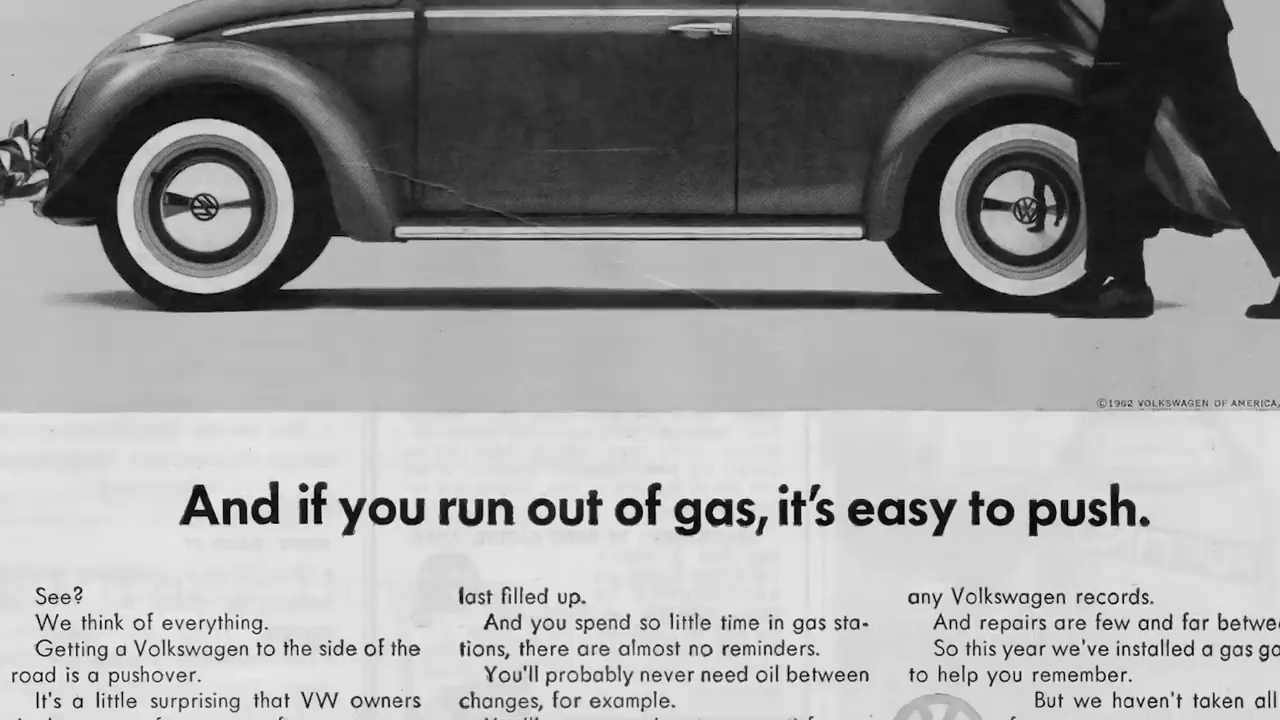 ©1962 VOLKSWAGEN OF AMERICA,
And if you run out of gas, it's easy to push.
See?
We think of everything.
Getting a Volkswagen to the side of the
road is a pushover.
It's a little surprising that VW owners
last filled up.
And you spend so little time in gas sta-
tions, there are almost no reminders.
You'll probably never need oil between
changes, for example.
any Volkswagen records.
And repairs are few and far
So this year we've installed a gas
to help you remember.
But we haven't taken all